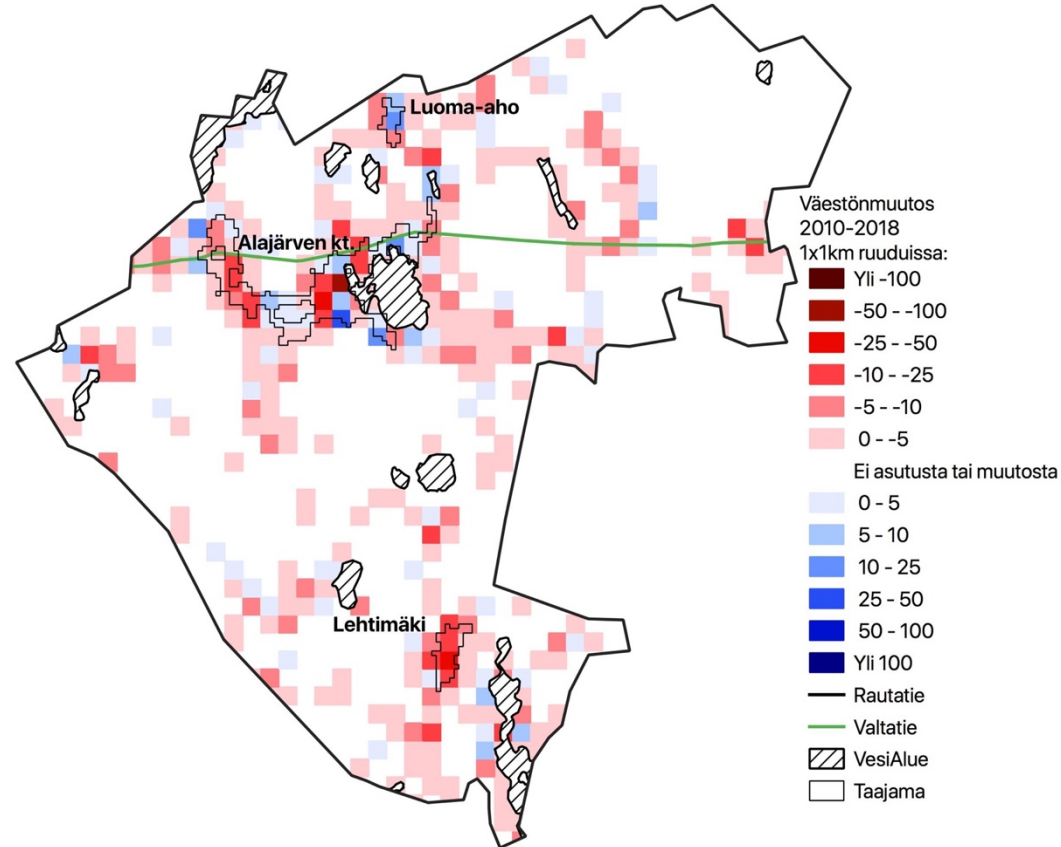 Luoma-aho
Alajärven kt.
Lehtimäki
Väestönmuutos
2010-2018
1x1km ruuduissa:
Yli -100
-50 - -100
-25 - -50
-10 - -25
-5 - -10
0 - -5
Ei asutusta tai muutosta
0 - 5
5 - 10
10 - 25
25 - 50
50 - 100
Yli 100
Rautatie
Valtatie
VesiAlue
Taajama